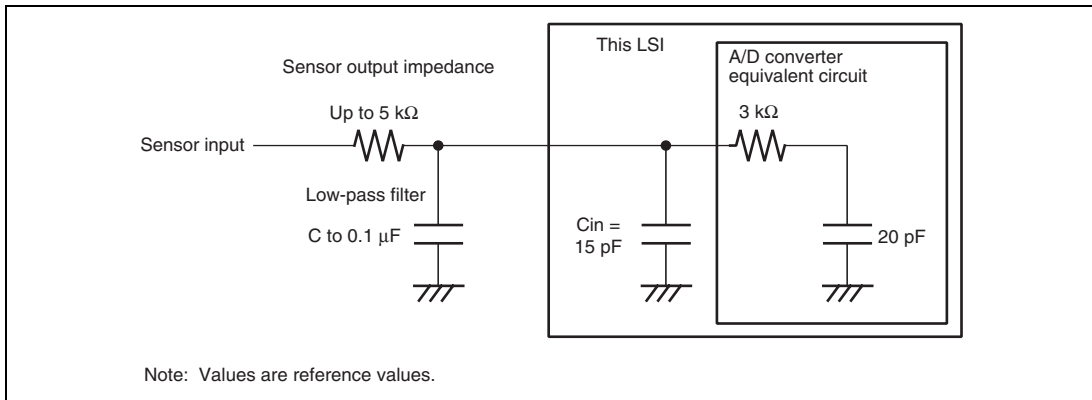 This LSI
A/D converter
equivalent circuit
Sensor output impedance
Up to 5 kΩ
3 kΩ
Sensor input
Low-pass filter
C to 0.1 μF
Cin =
15 pF
20 pF
Note: Values are reference values.